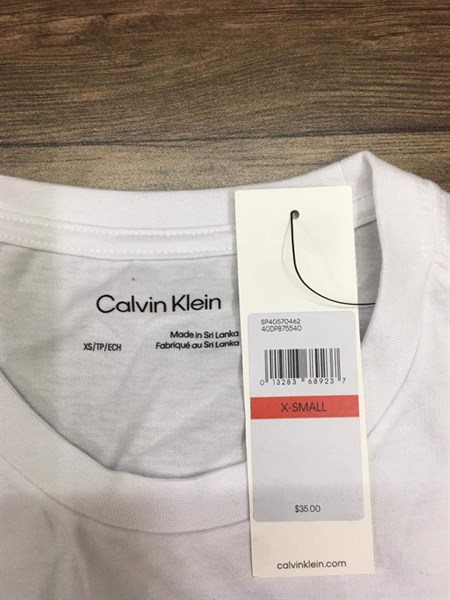 Calvin Klein
Made in Sri Lanka
XS/TP/ECH
Fabriqué au Sri Lanka
SP40570462
40DP875540
0 13283 68923 7
X-SMALL
$35.00
calvinklein.com